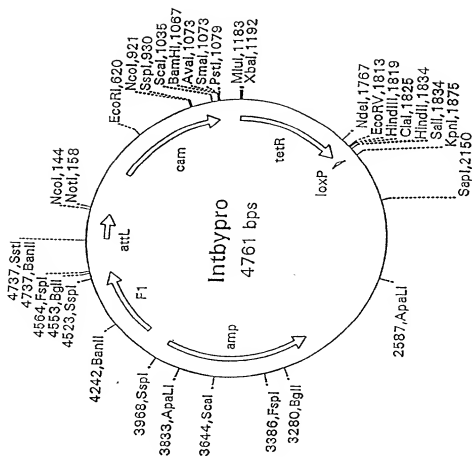 4737,SstI
4737,BanII
4564,FspI
4553,BglI
4523,SspI
4242,BanII
3968,SspI
3833,ApaLI
3644,ScaI
3386,FspI
3280,BglI
2587,ApaLI
NcoI,144
NotI,158
EcoRI,620
NcoI,921
SspI,930
ScaI,1035
BamHI,1067
AvaI,1073
SmaI,1073
PstI,1079
MluI,1183
XbaI,1192
NdeI,1767
EcoRV,1813
HindIII,1819
ClaI,1825
HindII,1834
SalI,1834
KpnI,1875
SapI,2150
attL
cam
tetR
loxP
F1
amp
Intbypro
4761 bps